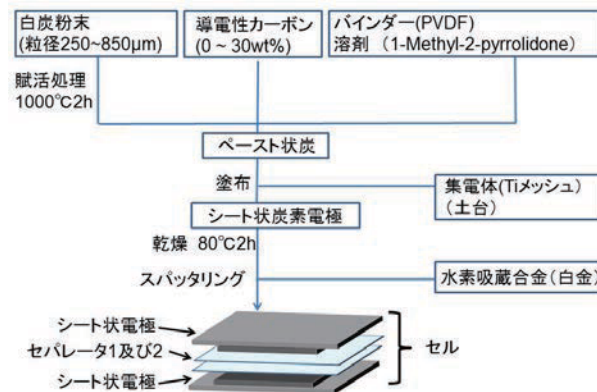 白炭粉末
(粒径250~850μm)
導電性カーボン
(0 ~ 30wt%)
バインダー(PVDF)
溶剤 （1-Methyl-2-pyrrolidone）
賦活処理
1000℃2h
ペースト状炭
塗布
集電体(Tiメッシュ)
（土台）
シート状炭素電極
乾燥 80℃2h
スパッタリング
水素吸蔵合金（白金）
シート状電極
セパレータ1及び2
シート状電極
セル